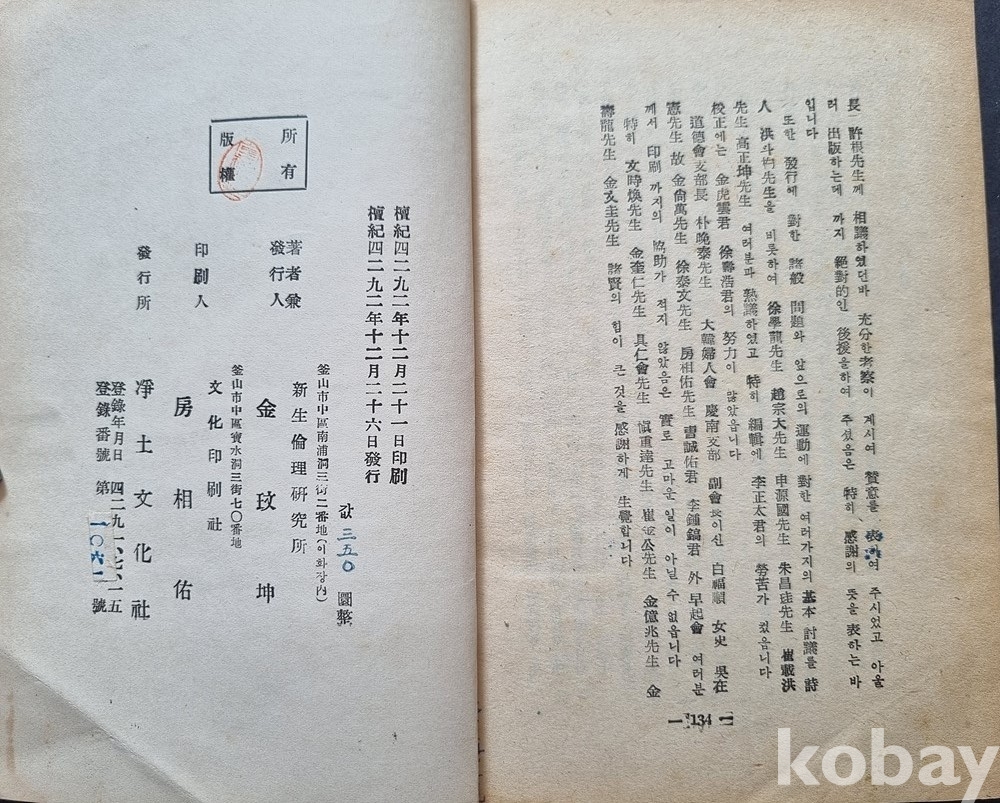 長 許根先生께 相議하였던바 充分한 考察이 계시여 贊意를 表하여 주시었고 아울
러 出版하는데 까지 絕對的인 後援을하여 주셨음은 特히 感謝의 뜻을 表하는 바
입니다
또한 發行에 對한 諸般 問題와 앞으로의 運動에 對한 여러가지의 基本 討議를 詩
人 洪斗杓先生을 비롯하여 徐學龍先生 趙宗大先生 申源國先生 朱昌珪先生 崔載洪
先生 高正坤先生 여러분과 熱議하였고 特히 編輯에 李正太君의 勞苦가 컸읍니다
校正에는 金虎雲君 徐壽浩君의 努力이 많았읍니다
道德會支部長 朴晩泰先生 大韓婦人會 慶南支部 副會長이신 白福順 女史 吳在
憲先生 故 金尙萬先生 徐泰文先生 房相佑先生 曺誠佑君 李鍾鎬君 外 早起會 여러분
께서 印刷 까지의 協助가 적지 않았음은 實로 고마운 일이 아닐 수 없읍니다
特히 文時煥先生 金奎仁先生 具仁會先生 愼重達先生 崔 公先生 金億兆先生 金
壽龍先生 金文圭先生 諸賢의 힘이 큰 것을 感謝하게 生覺합니다
— 134 —
版權
所有
檀紀四二九二年十二月二十一日印刷
檀紀四二九二年十二月二十六日發行
값 三五〇 圜整
釜山市中區南浦洞三街二番地(이화장內)
新生倫理硏究所
著者兼
發行人 金玟坤
釜山市中區寶水洞三街七〇番地
文化印刷社
印刷人 房相佑
發行所 淨土文化社
登錄年月日 四二九一、七、一五
登錄番號 第一〇六二號
kobay